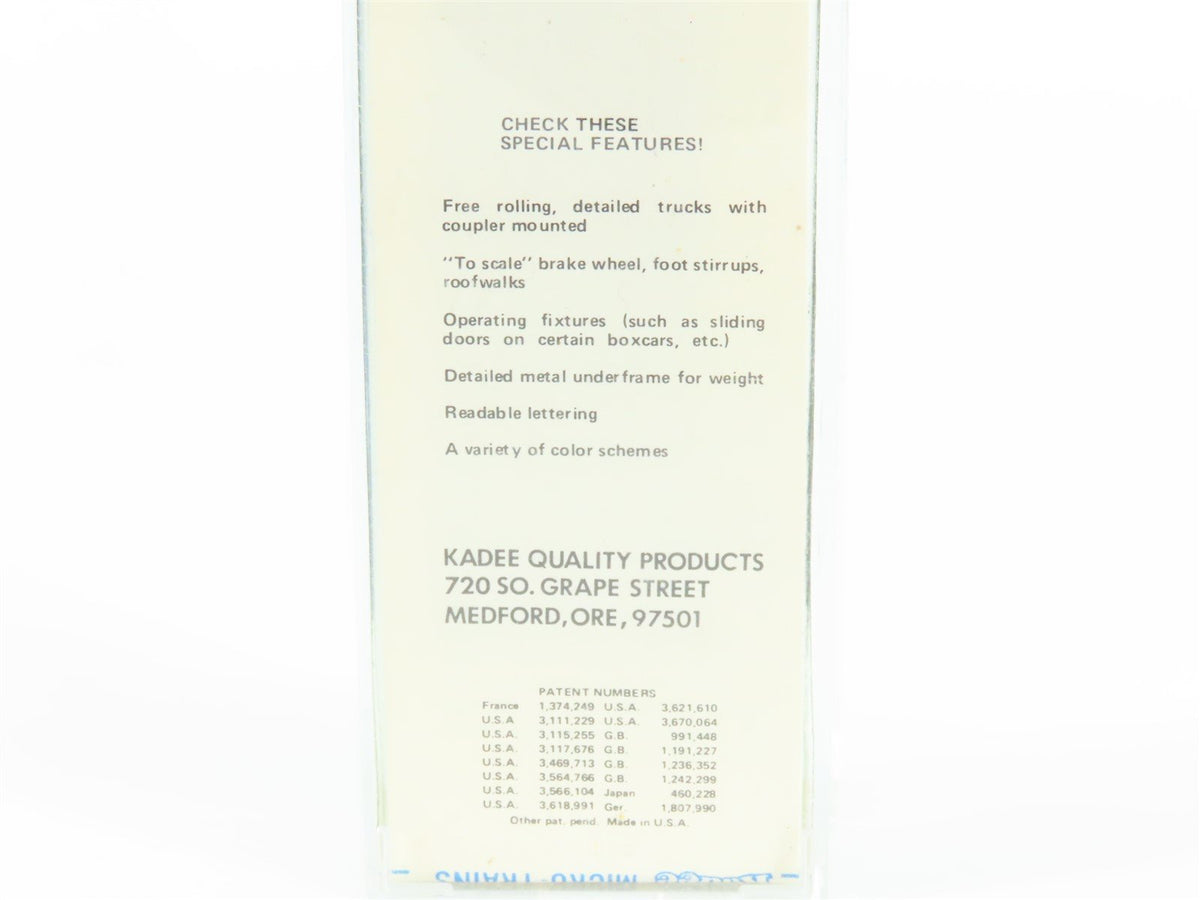 CHECK THESE
SPECIAL FEATURES!
Free rolling, detailed trucks with
coupler mounted
"To scale" brake wheel, foot stirrups,
roofwalks
Operating fixtures (such as sliding
doors on certain boxcars, etc.)
Detailed metal underframe for weight
Readable lettering
A variety of color schemes
KADEE QUALITY PRODUCTS
720 SO. GRAPE STREET
MEDFORD, ORE, 97501
PATENT NUMBERS
France 1,374,249 U.S.A. 3,621,610
U.S.A 3,111,229 U.S.A. 3,670,064
U.S.A. 3,115,255 G.B. 991,448
U.S.A. 3,117,676 G.B. 1,191,227
U.S.A. 3,469,713 G.B. 1,236,352
U.S.A. 3,564,766 G.B. 1,242,299
U.S.A. 3,566,104 Japan 460,228
U.S.A. 3,618,991 Ger. 1,807,990
Other pat. pend. Made in U.S.A.
MICRO-TRAINS